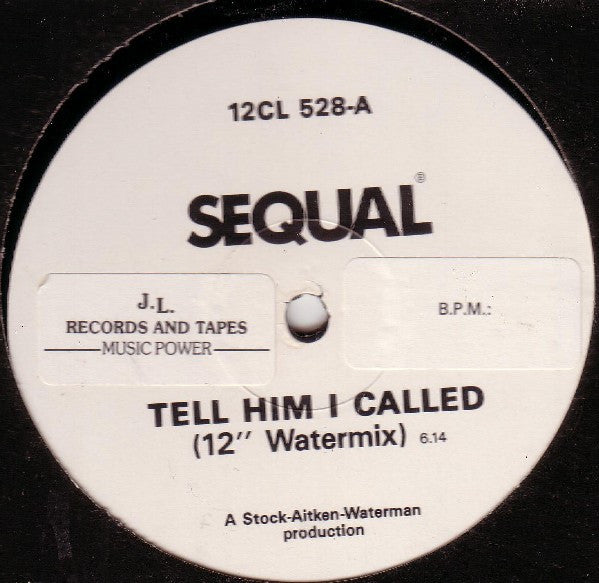 12CL 528-A
SEQUAL®
J.L.
RECORDS AND TAPES
MUSIC POWER
B.P.M.:
TELL HIM I CALLED
(12" Watermix) 6.14
A Stock-Aitken-Waterman
production